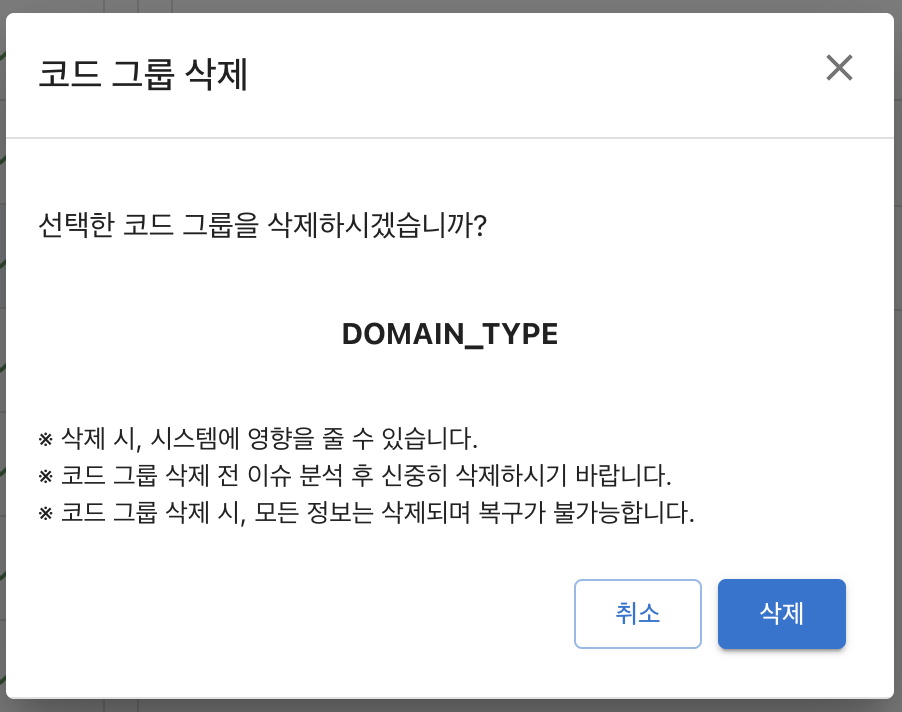 코드 그룹 삭제
선택한 코드 그룹을 삭제하시겠습니까?
DOMAIN_TYPE
※ 삭제 시, 시스템에 영향을 줄 수 있습니다.
※ 코드 그룹 삭제 전 이슈 분석 후 신중히 삭제하시기 바랍니다.
※ 코드 그룹 삭제 시, 모든 정보는 삭제되며 복구가 불가능합니다.
취소
삭제